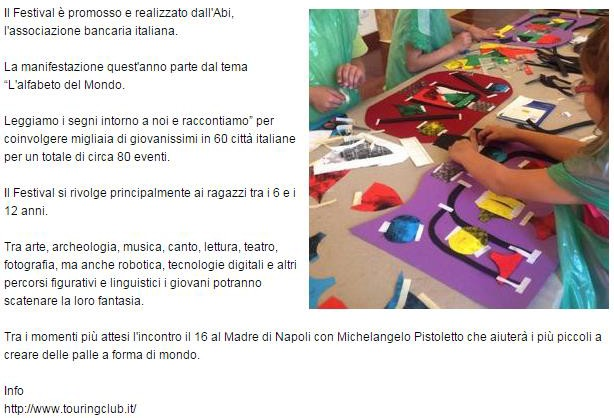 Il Festival è promosso e realizzato dall'Abi,
l'associazione bancaria italiana.
La manifestazione quest'anno parte dal tema
“L'alfabeto del Mondo.
Leggiamo i segni intorno a noi e raccontiamo” per
coinvolgere migliaia di giovanissimi in 60 città italiane
per un totale di circa 80 eventi.
Il Festival si rivolge principalmente ai ragazzi tra i 6 e i
12 anni.
Tra arte, archeologia, musica, canto, lettura, teatro,
fotografia, ma anche robotica, tecnologie digitali e altri
percorsi figurativi e linguistici i giovani potranno
scatenare la loro fantasia.
Tra i momenti più attesi l'incontro il 16 al Madre di Napoli con Michelangelo Pistoletto che aiuterà i più piccoli a
creare delle palle a forma di mondo.
Info
http://www.touringclub.it/